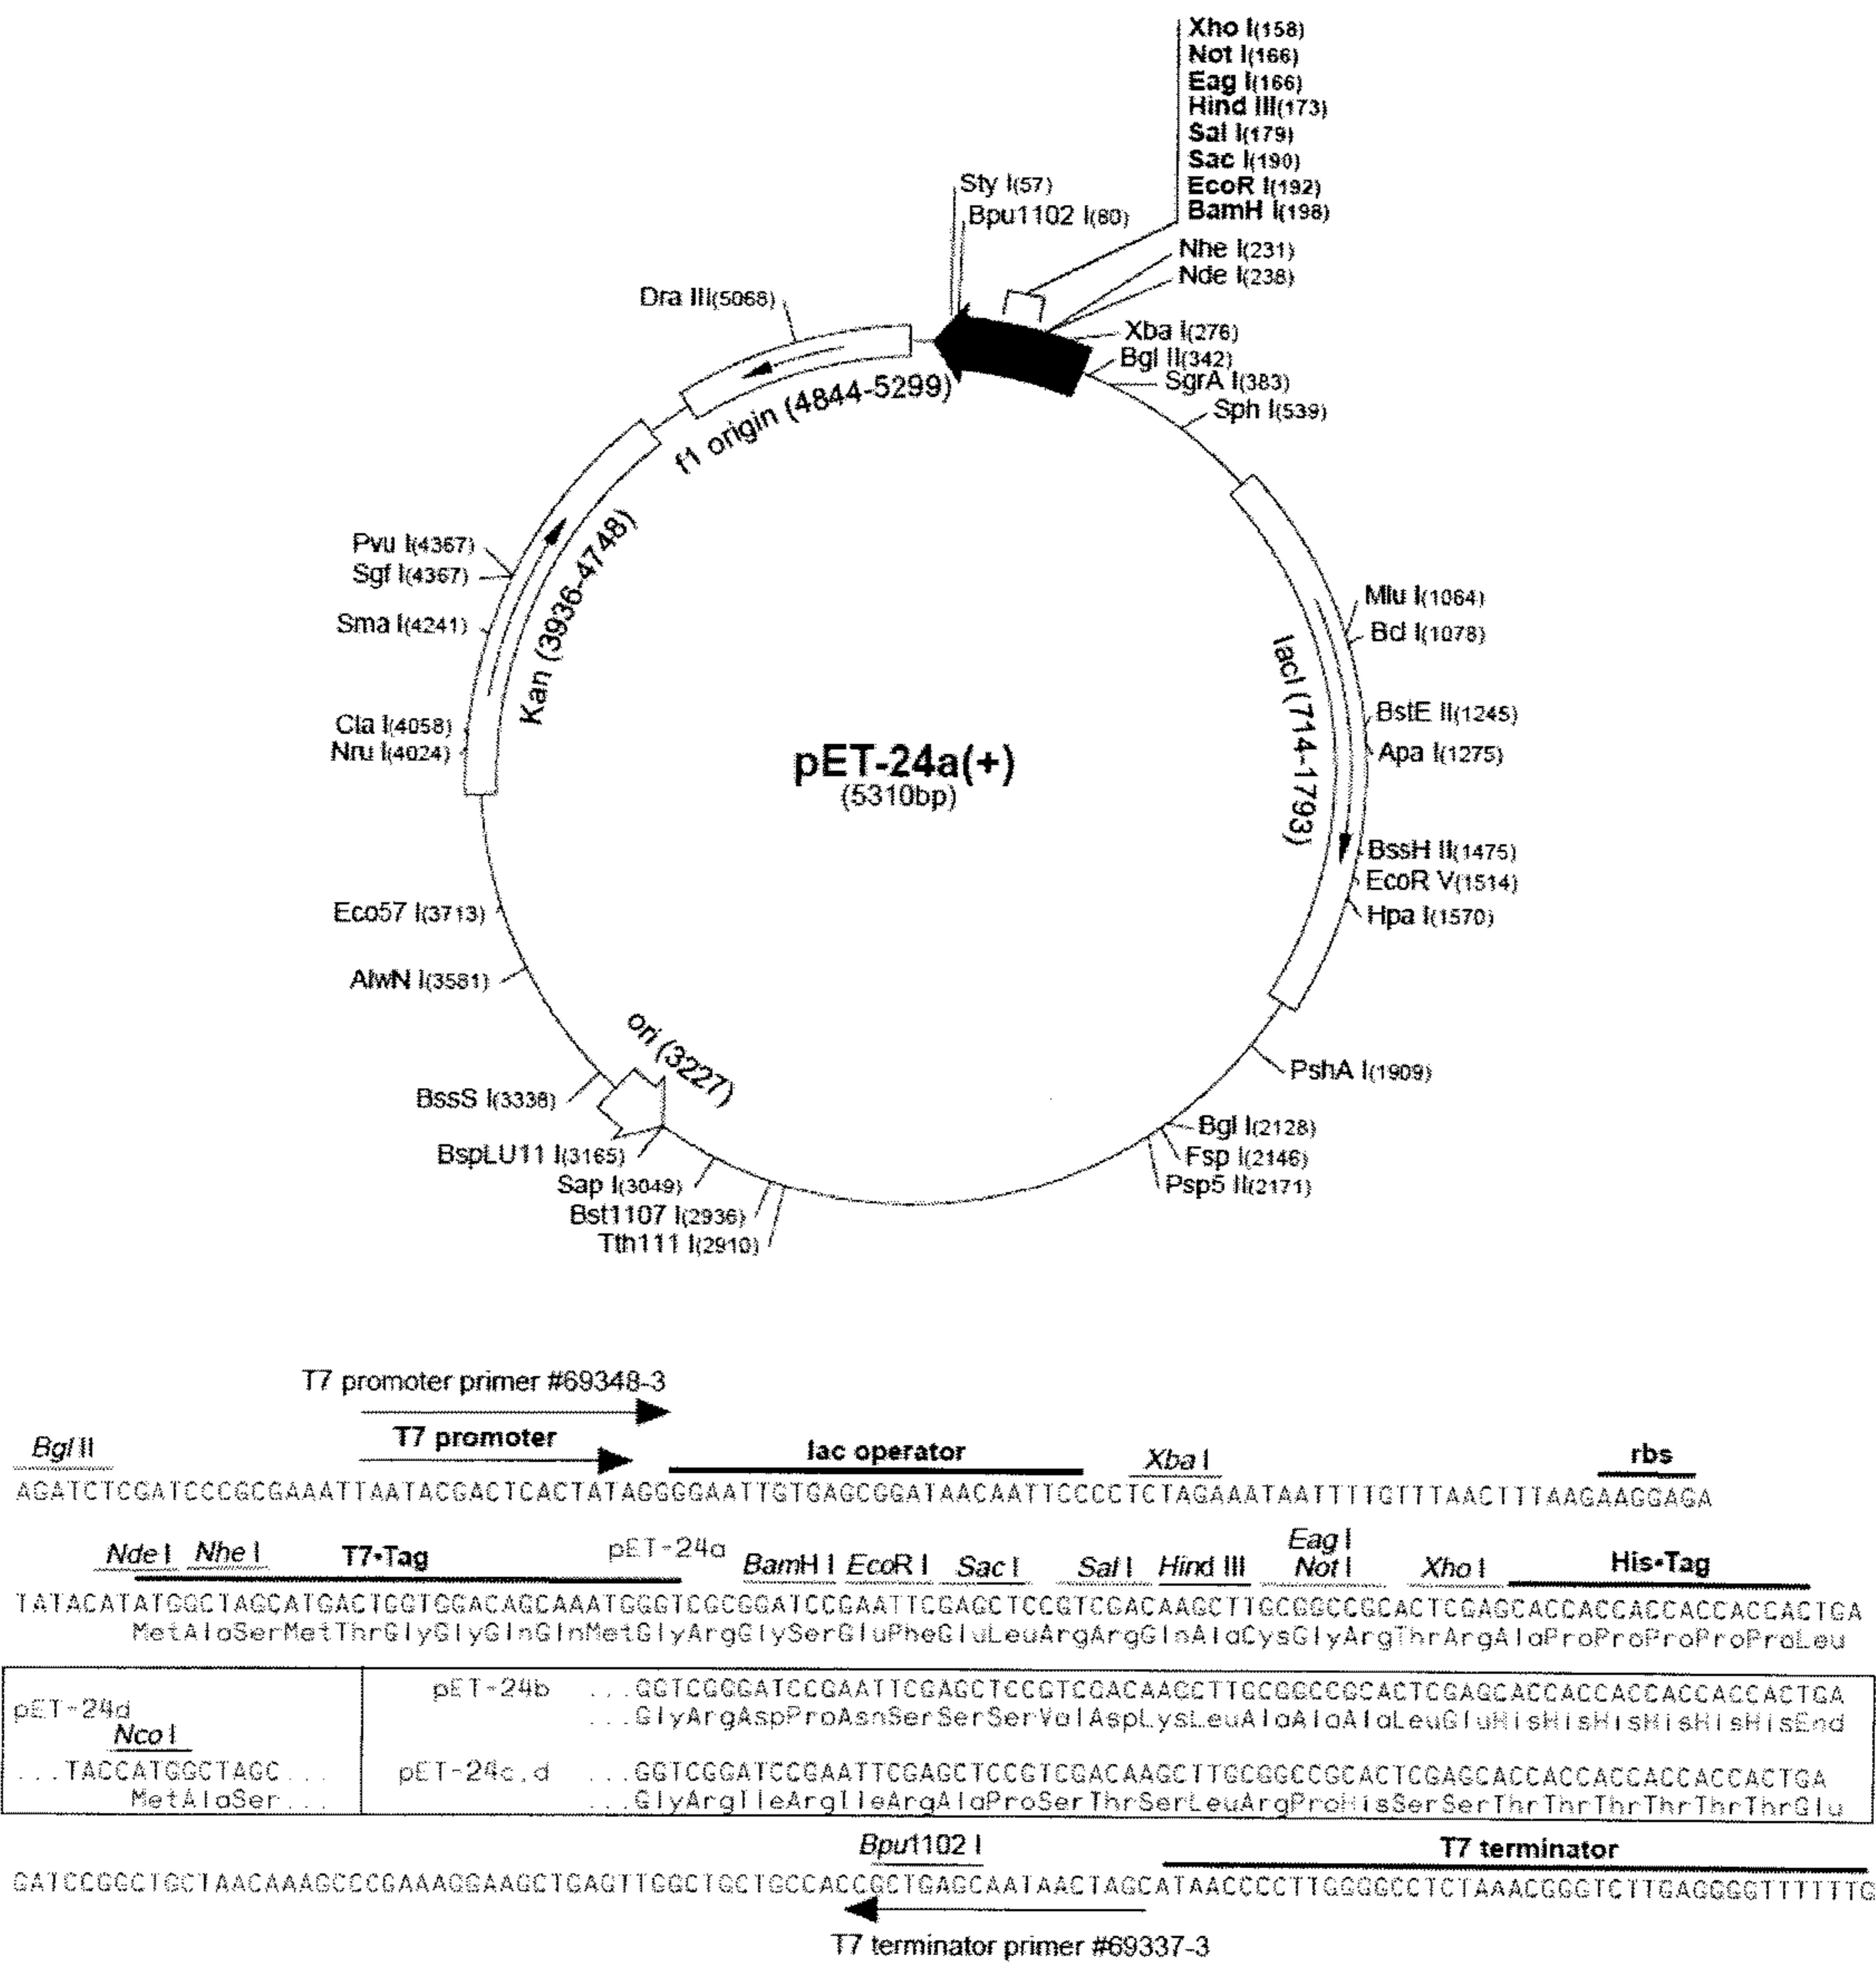 Xho I(158)
Not I(166)
Eag I(166)
Hind III(173)
Sal I(179)
Sac I(190)
EcoR I(192)
BamH I(198)
Sty I(57)
Bpu1102 I(80)
Nhe I(231)
Nde I(238)
Dra III(5068)
Xba I(276)
Bgl II(342)
SgrA I(383)
Sph I(539)
f1 origin (4844-5299)
Pvu I(4367)
Sgf I(4367)
Sma I(4241)
Kan (3936-4748)
Cla I(4058)
Nru I(4024)
Mlu I(1064)
Bcl I(1078)
lacI (714-1793)
BstE II(1245)
Apa I(1275)
pET-24a(+)
(5310bp)
BssH II(1475)
EcoR V(1514)
Hpa I(1570)
Eco57 I(3713)
AlwN I(3581)
ori (3227)
BssS I(3338)
PshA I(1909)
BspLU11 I(3165)
Sap I(3049)
Bst1107 I(2936)
Tth111 I(2910)
Bgl I(2128)
Fsp I(2146)
Psp5 II(2171)
T7 promoter primer #69348-3
Bgl II T7 promoter lac operator Xba I rbs
AGATCTCGATCCCGCGAAATTAATACGACTCACTATAGGGGAATTGTGAGCGGATAACAATTCCCCTCTAGAAATAATTTTGTTTAACTTTAAGAAGGAGA
Eag I
Nde I Nhe I T7•Tag pET-24a BamH I EcoR I Sac I Sal I Hind III Not I Xho I His•Tag
TATACATATGGCTAGCATGACTGGTGGACAGCAAATGGGTCGCGGATCCGAATTCGAGCTCCGTCGACAAGCTTGCGGCCGCACTCGAGCACCACCACCACCACCACTGA
MetAlaSerMetThrGlyGlyGlnGlnMetGlyArgGlySerGluPheGluLeuArgArgGlnAlaCysGlyArgThrArgAlaProProProProProLeu
pET-24b ...GGTCGGGATCCGAATTCGAGCTCCGTCGACAAGCTTGCGGCCGCACTCGAGCACCACCACCACCACCACTGA
pET-24d ...GlyArgAspProAsnSerSerSerValAspLysLeuAlaAlaAlaLeuGluHisHisHisHisHisHisEnd
Nco I
...TACCATGGCTAGC... pET-24c,d ...GGTCGGATCCGAATTCGAGCTCCGTCGACAAGCTTGCGGCCGCACTCGAGCACCACCACCACCACCACTGA
MetAlaSer... ...GlyArgIleArgIleArgAlaProSerThrSerLeuArgProHisSerSerThrThrThrThrThrThrGlu
Bpu1102 I T7 terminator
GATCCGGCTGCTAACAAAGCCCGAAAGGAAGCTGAGTTGGCTGCTGCCACCGCTGAGCAATAACTAGCATAACCCCTTGGGGCCTCTAAACGGGTCTTGAGGGGTTTTTTG
T7 terminator primer #69337-3